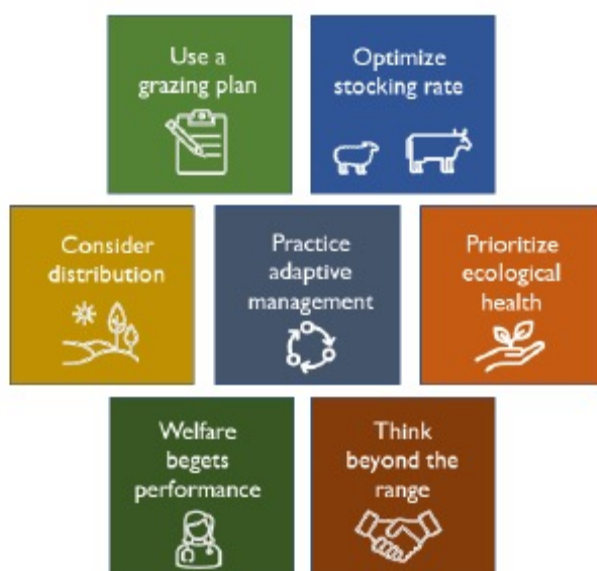 Use a
grazing plan
Optimize
stocking rate
Consider
distribution
Practice
adaptive
management
Prioritize
ecological
health
Welfare
begets
performance
Think
beyond the
range